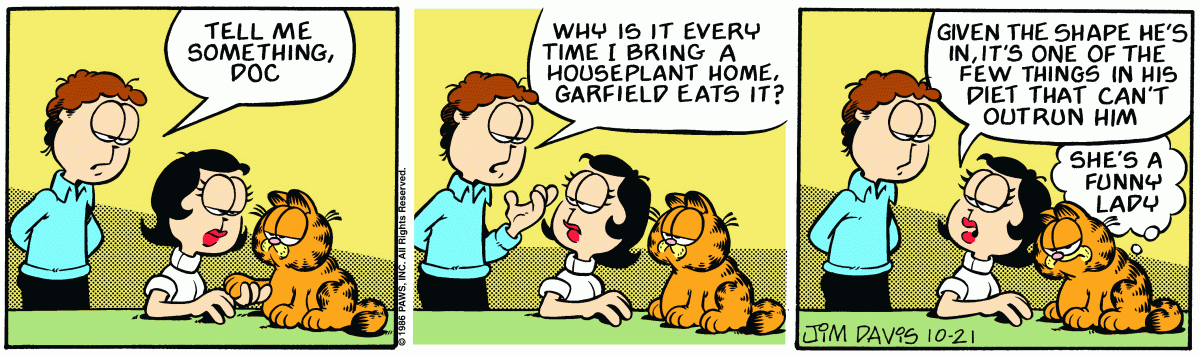 TELL ME
SOMETHING,
DOC
© 1986 PAWS, INC. All Rights Reserved.
WHY IS IT EVERY
TIME I BRING A
HOUSEPLANT HOME,
GARFIELD EATS IT?
GIVEN THE SHAPE HE'S
IN, IT'S ONE OF THE
FEW THINGS IN HIS
DIET THAT CAN'T
OUTRUN HIM
SHE'S A
FUNNY
LADY
JIM DAVIS 10-21